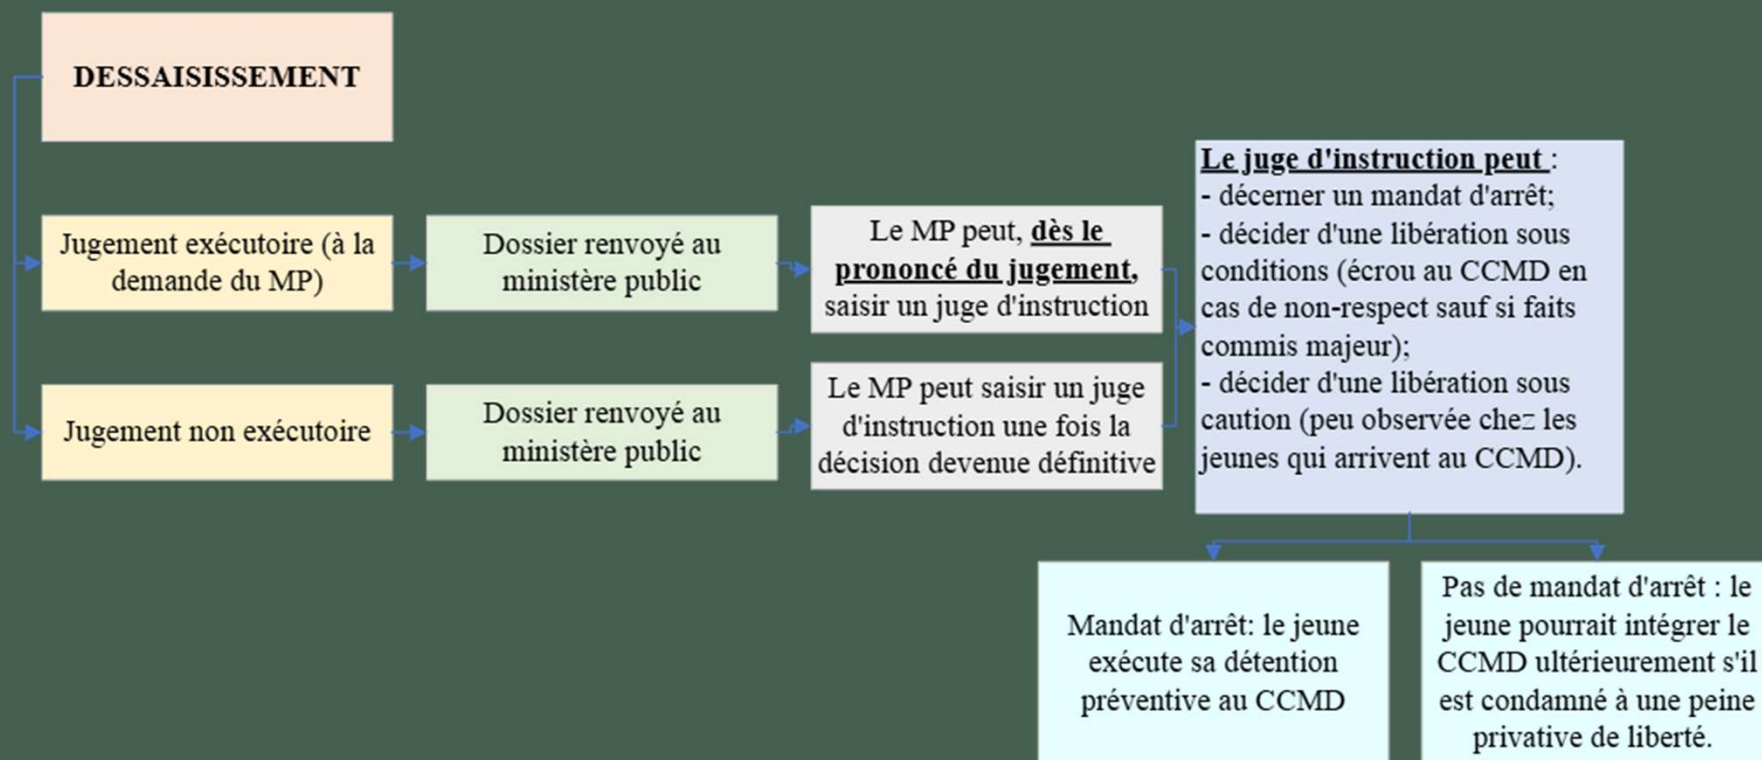 DESSAISISSEMENT
Jugement exécutoire (à la
demande du MP)
Dossier renvoyé au
ministère public
Le MP peut, dès le
prononcé du jugement,
saisir un juge d'instruction
Jugement non exécutoire
Dossier renvoyé au
ministère public
Le MP peut saisir un juge
d'instruction une fois la
décision devenue définitive
Le juge d'instruction peut :
- décerner un mandat d'arrêt;
- décider d'une libération sous
conditions (écrou au CCMD en
cas de non-respect sauf si faits
commis majeur);
- décider d'une libération sous
caution (peu observée chez les
jeunes qui arrivent au CCMD).
Mandat d'arrêt: le jeune
exécute sa détention
préventive au CCMD
Pas de mandat d'arrêt : le
jeune pourrait intégrer le
CCMD ultérieurement s'il
est condamné à une peine
privative de liberté.